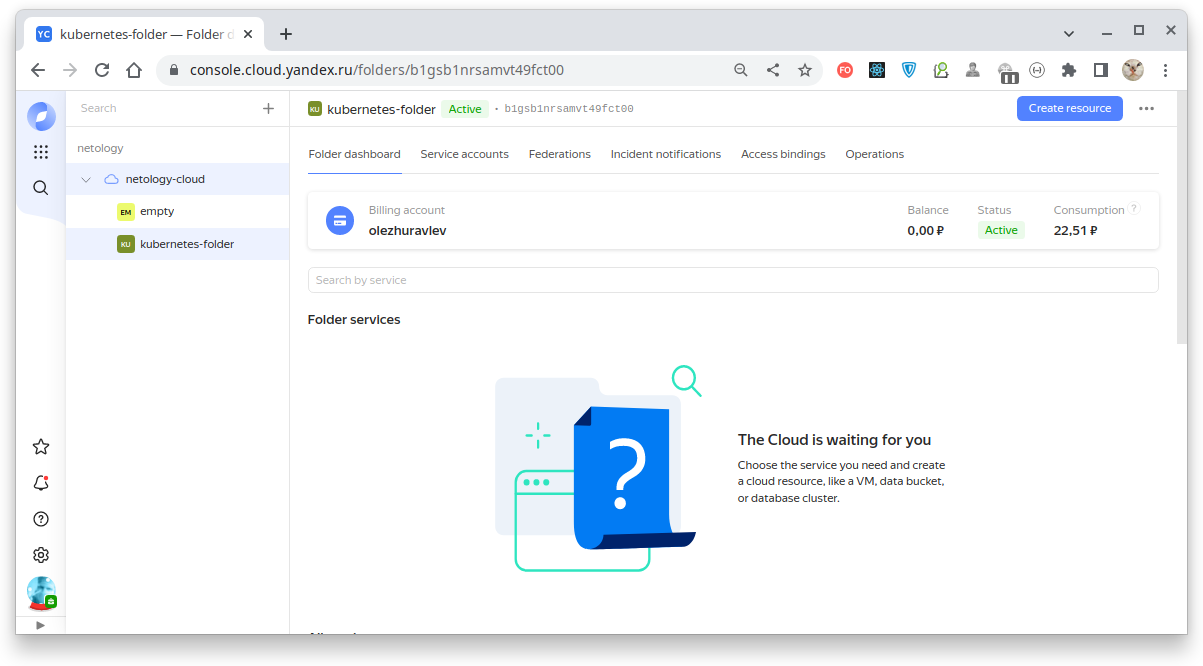 YC kubernetes-folder — Folder d
console.cloud.yandex.ru/folders/b1gsb1nrsamvt49fct00
FO
Search
KU kubernetes-folder Active · b1gsb1nrsamvt49fct00
Create resource
netology
netology-cloud
EM empty
KU kubernetes-folder
Folder dashboard Service accounts Federations Incident notifications Access bindings Operations
Billing account Balance Status Consumption ?
olezhuravlev 0,00 ₽ Active 22,51 ₽
Search by service
Folder services
?
The Cloud is waiting for you
Choose the service you need and create
a cloud resource, like a VM, data bucket,
or database cluster.